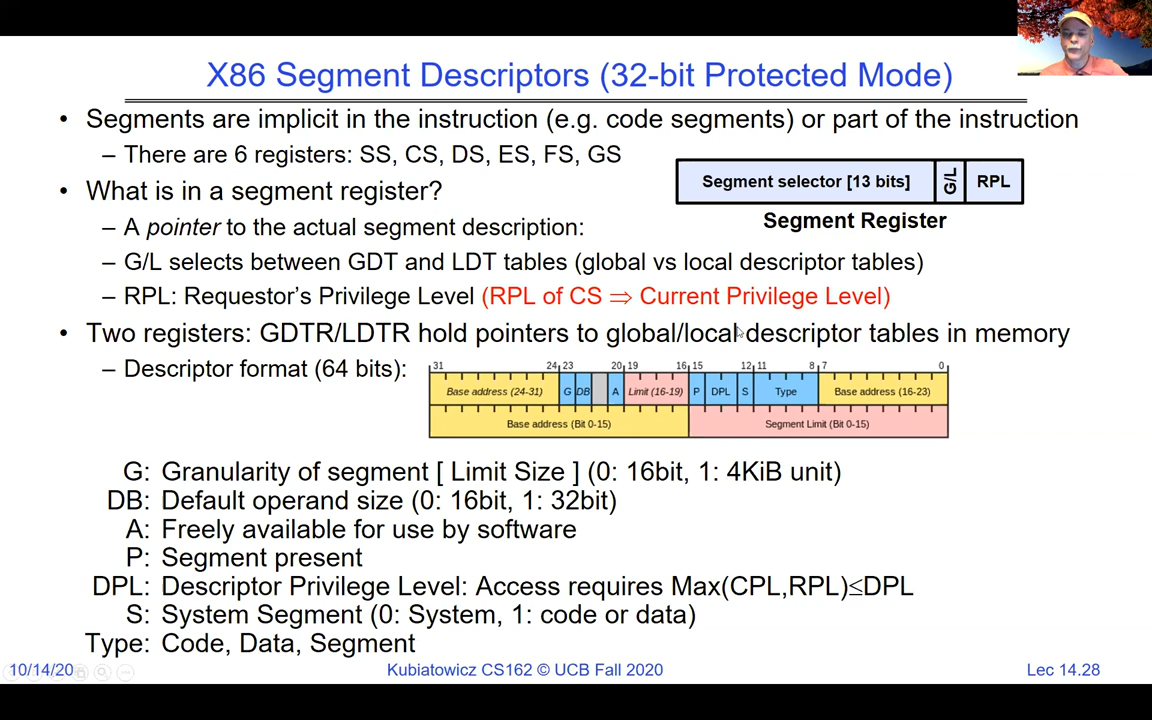 X86 Segment Descriptors (32-bit Protected Mode)
• Segments are implicit in the instruction (e.g. code segments) or part of the instruction
– There are 6 registers: SS, CS, DS, ES, FS, GS
Segment selector [13 bits] G/L RPL
Segment Register
• What is in a segment register?
– A pointer to the actual segment description:
– G/L selects between GDT and LDT tables (global vs local descriptor tables)
– RPL: Requestor's Privilege Level (RPL of CS ⇒ Current Privilege Level)
• Two registers: GDTR/LDTR hold pointers to global/local descriptor tables in memory
– Descriptor format (64 bits):
31 24 23 20 19 16 15 12 11 8 7 0
Base address (24-31) G DB A Limit (16-19) P DPL S Type Base address (16-23)
Base address (Bit 0-15) Segment Limit (Bit 0-15)
G: Granularity of segment [ Limit Size ] (0: 16bit, 1: 4KiB unit)
DB: Default operand size (0: 16bit, 1: 32bit)
A: Freely available for use by software
P: Segment present
DPL: Descriptor Privilege Level: Access requires Max(CPL,RPL)≤DPL
S: System Segment (0: System, 1: code or data)
Type: Code, Data, Segment
10/14/20 Kubiatowicz CS162 © UCB Fall 2020 Lec 14.28